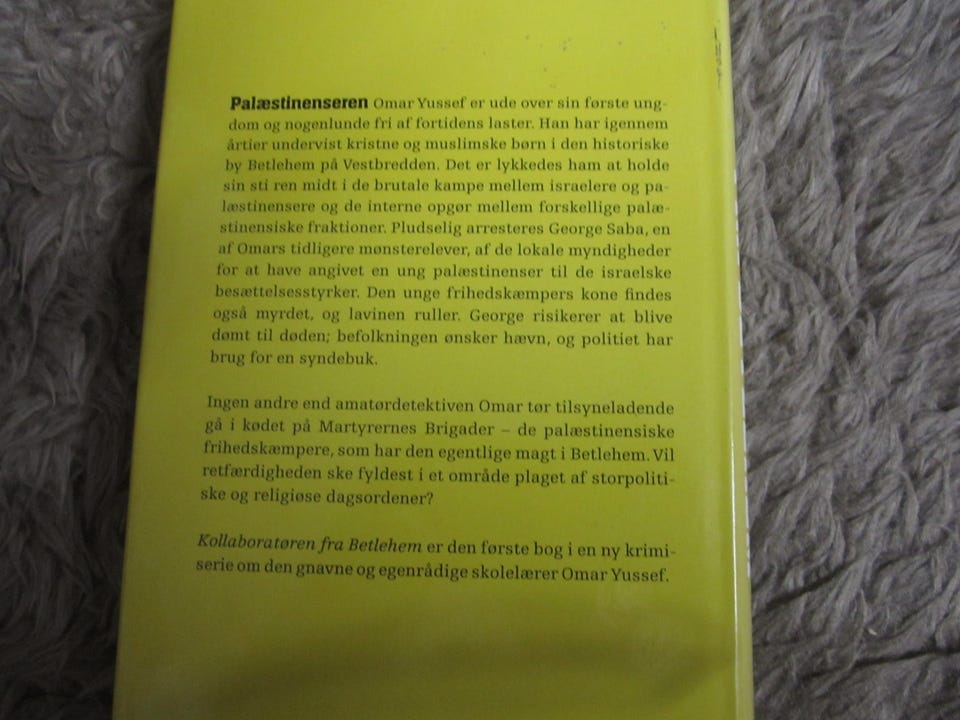 Palæstinenseren Omar Yussef er ude over sin første ung-
dom og nogenlunde fri af fortidens laster. Han har igennem
årtier undervist kristne og muslimske børn i den historiske
by Betlehem på Vestbredden. Det er lykkedes ham at holde
sin sti ren midt i de brutale kampe mellem israelere og pa-
læstinensere og de interne opgør mellem forskellige palæ-
stinensiske fraktioner. Pludselig arresteres George Saba, en
af Omars tidligere mønsterelever, af de lokale myndigheder
for at have angivet en ung palæstinenser til de israelske
besættelsesstyrker. Den unge frihedskæmpers kone findes
også myrdet, og lavinen ruller. George risikerer at blive
dømt til døden; befolkningen ønsker hævn, og politiet har
brug for en syndebuk.
Ingen andre end amatørdetektiven Omar tør tilsyneladende
gå i kødet på Martyrernes Brigader – de palæstinensiske
frihedskæmpere, som har den egentlige magt i Betlehem. Vil
retfærdigheden ske fyldest i et område plaget af storpoliti-
ske og religiøse dagsordener?
Kollaboratøren fra Betlehem er den første bog i en ny krimi-
serie om den gnavne og egenrådige skolelærer Omar Yussef.